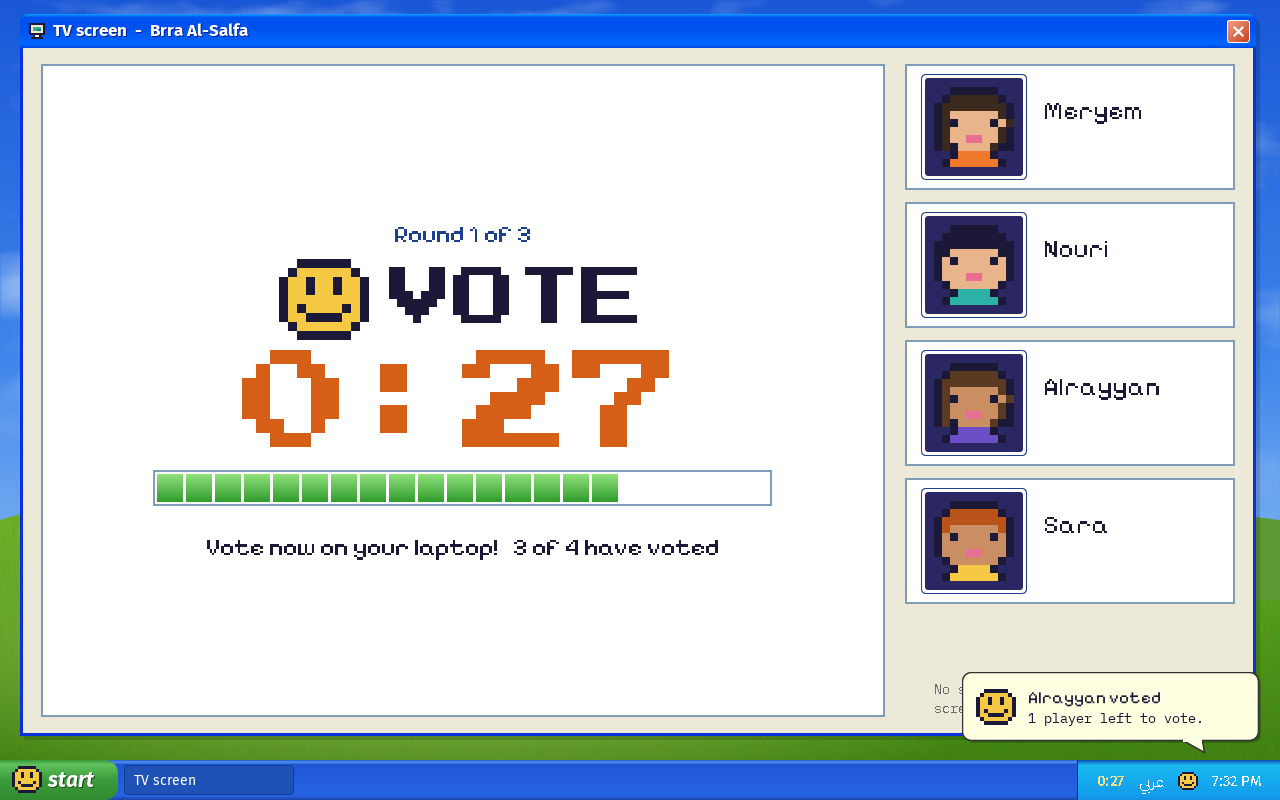 TV screen - Brra Al-Salfa
Round 1 of 3
VOTE
0:27
Vote now on your laptop! 3 of 4 have voted
Meryem
Nouri
Alrayyan
Sara
No
Alrayyan voted
1 player left to vote.
start
TV screen
0:27 عربي 7:32 PM